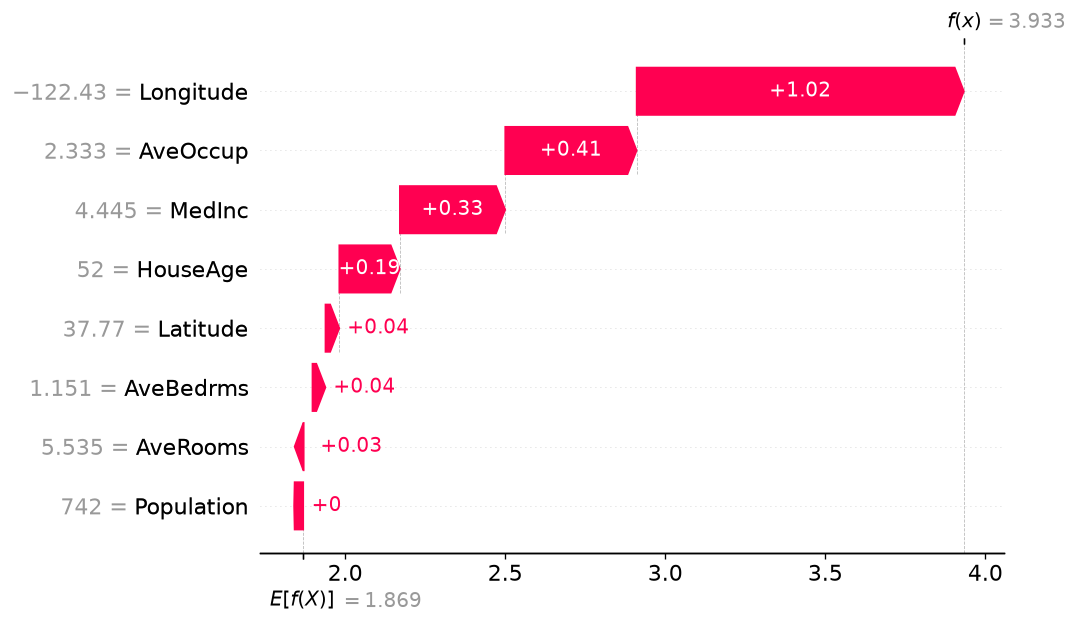 f(x) = 3.933
−122.43 = Longitude +1.02
2.333 = AveOccup +0.41
4.445 = MedInc +0.33
52 = HouseAge +0.19
37.77 = Latitude +0.04
1.151 = AveBedrms +0.04
5.535 = AveRooms +0.03
742 = Population +0
2.0 2.5 3.0 3.5 4.0
E[f(X)] = 1.869